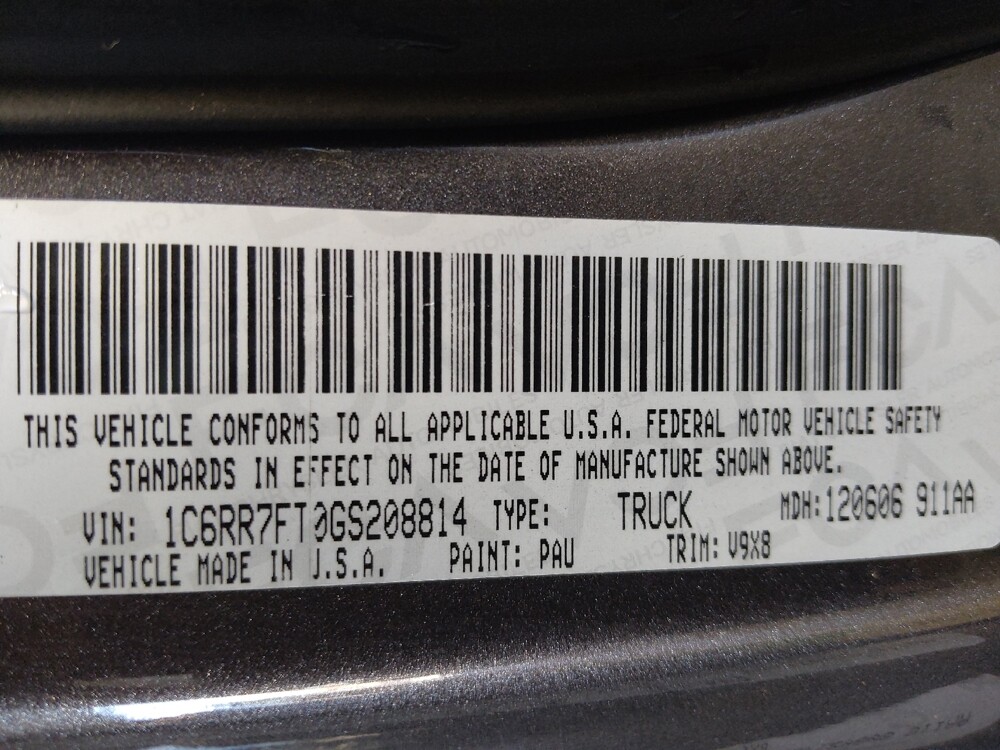 THIS VEHICLE CONFORMS TO ALL APPLICABLE U.S.A. FEDERAL MOTOR VEHICLE SAFETY
STANDARDS IN EFFECT ON THE DATE OF MANUFACTURE SHOWN ABOVE.
VIN: 1C6RR7FT0GS208814 TYPE: TRUCK MDH: 120606 911AA
VEHICLE MADE IN U.S.A. PAINT: PAU TRIM: V9X8